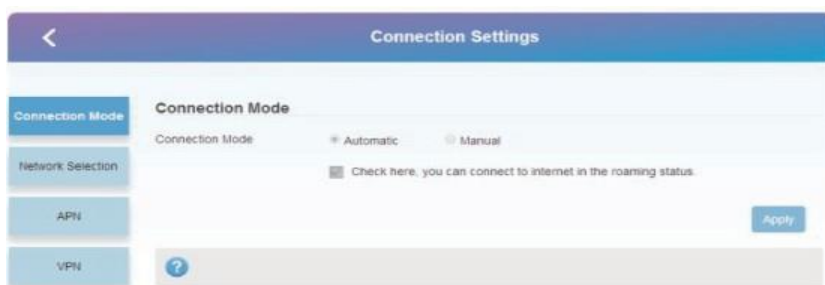 Connection Settings
Connection Mode
Network Selection
APN
VPN
Connection Mode
Connection Mode
Automatic
Manual
Check here, you can connect to internet in the roaming status.
Apply
?